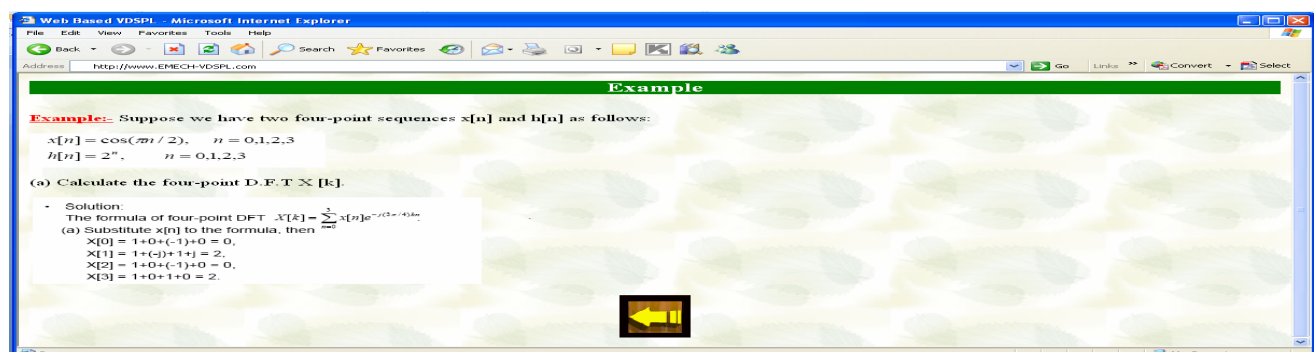 Web Based VDSPL - Microsoft Internet Explorer
File Edit View Favorites Tools Help
Back Search Favorites
Address http://www.EMECH-VDSPL.com Go Links » Convert Select
Example
Example:- Suppose we have two four-point sequences x[n] and h[n] as follows:
x[n] = cos(πn / 2), n = 0,1,2,3
h[n] = 2^n, n = 0,1,2,3
(a) Calculate the four-point D.F.T X [k].
- Solution:
The formula of four-point DFT X[k] = \sum_{n=0}^{3} x[n]e^{-j(2π/4)kn}.
(a) Substitute x[n] to the formula, then
X[0] = 1+0+(-1)+0 = 0,
X[1] = 1+(-j)+1+j = 2,
X[2] = 1+0+(-1)+0 = 0,
X[3] = 1+0+1+0 = 2.